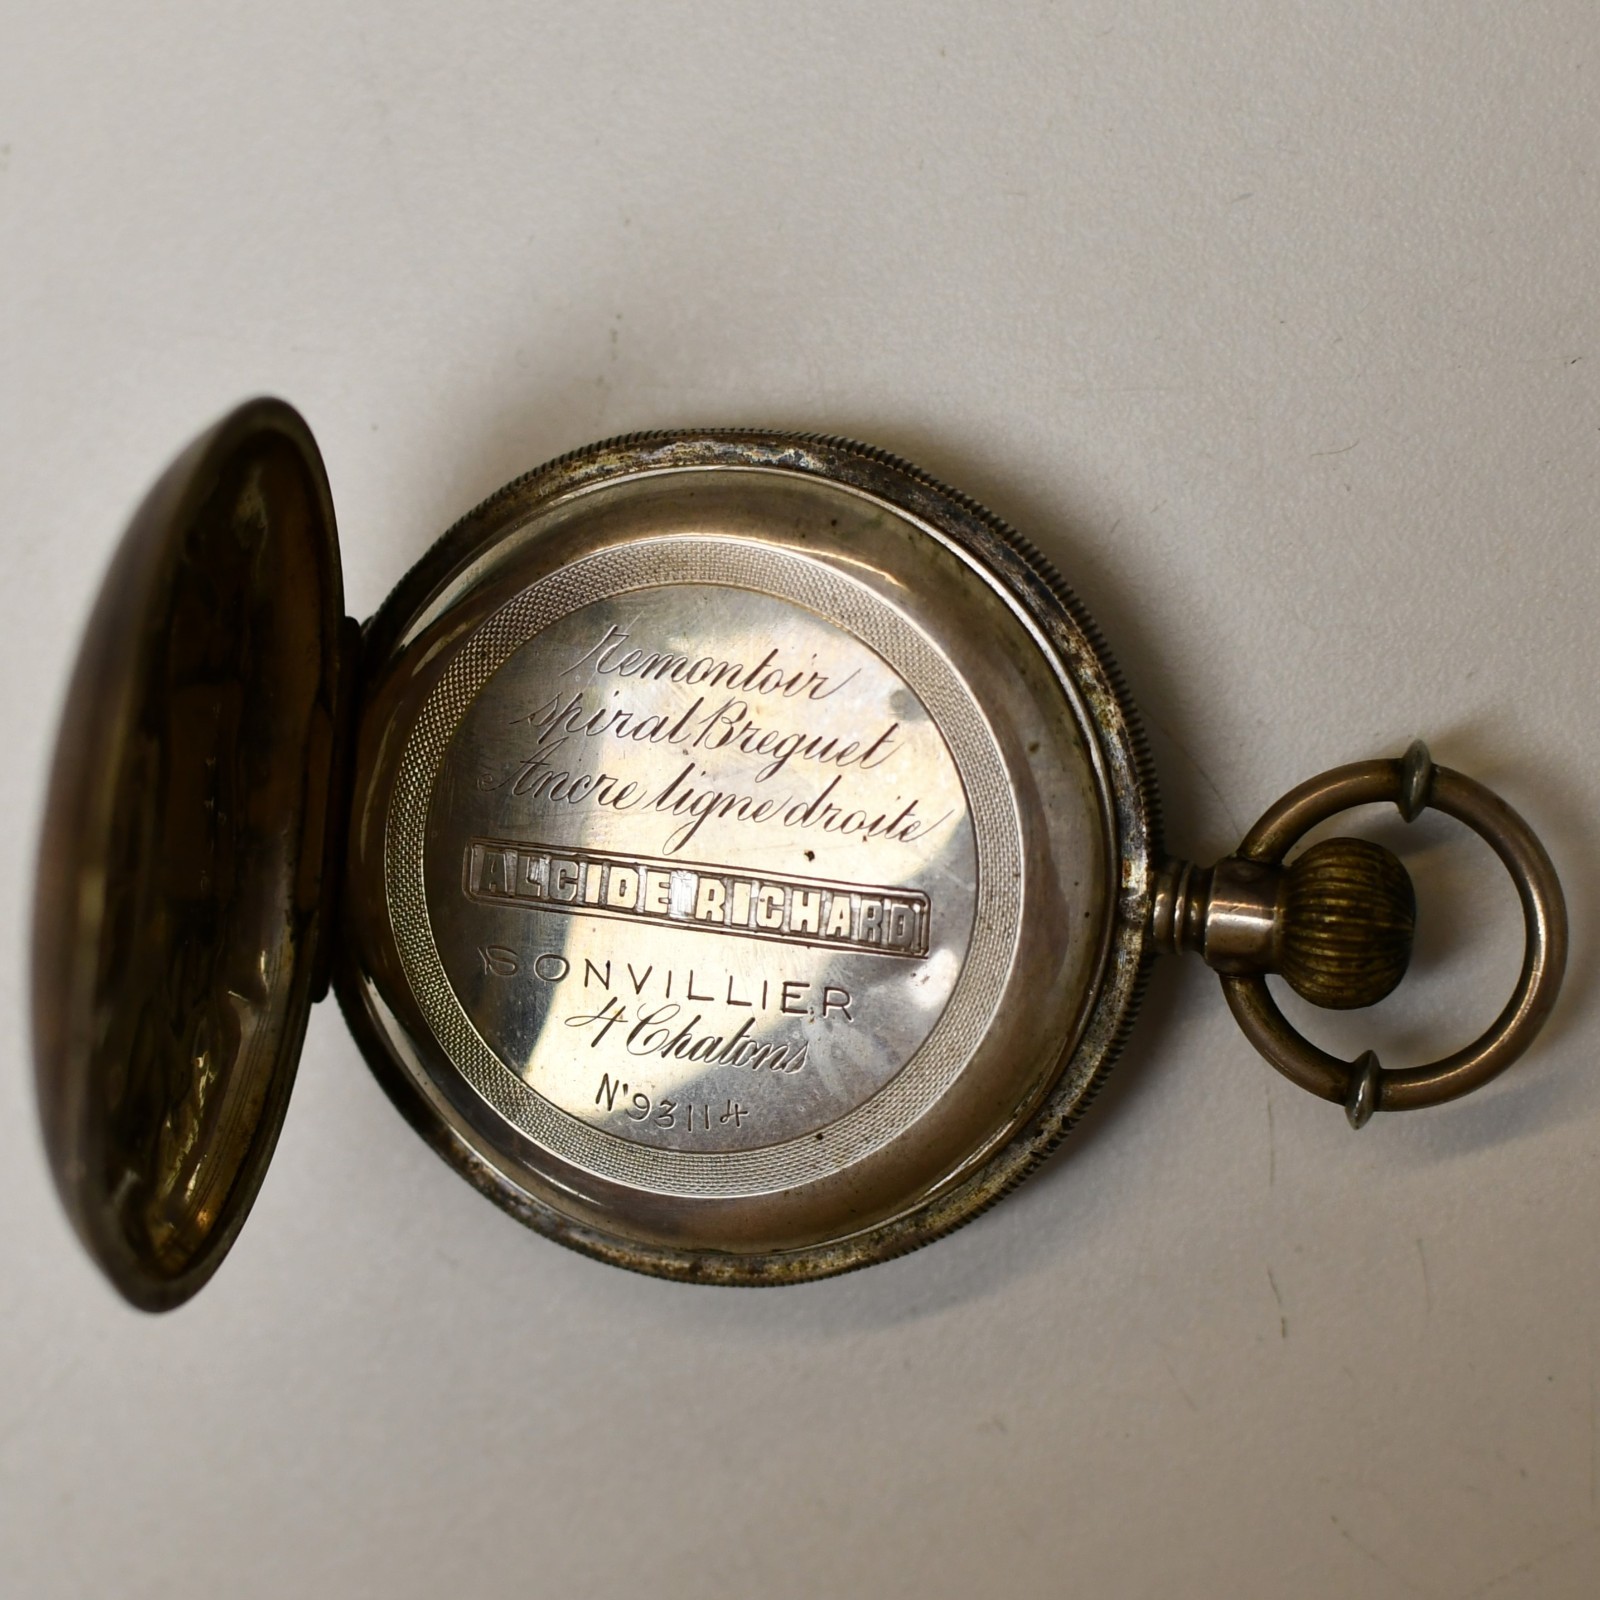 Remontoir
spiral Breguet
Ancre ligne droite
ALCIDE RICHARD
SONVILLIER
4 Chatons
N° 93114